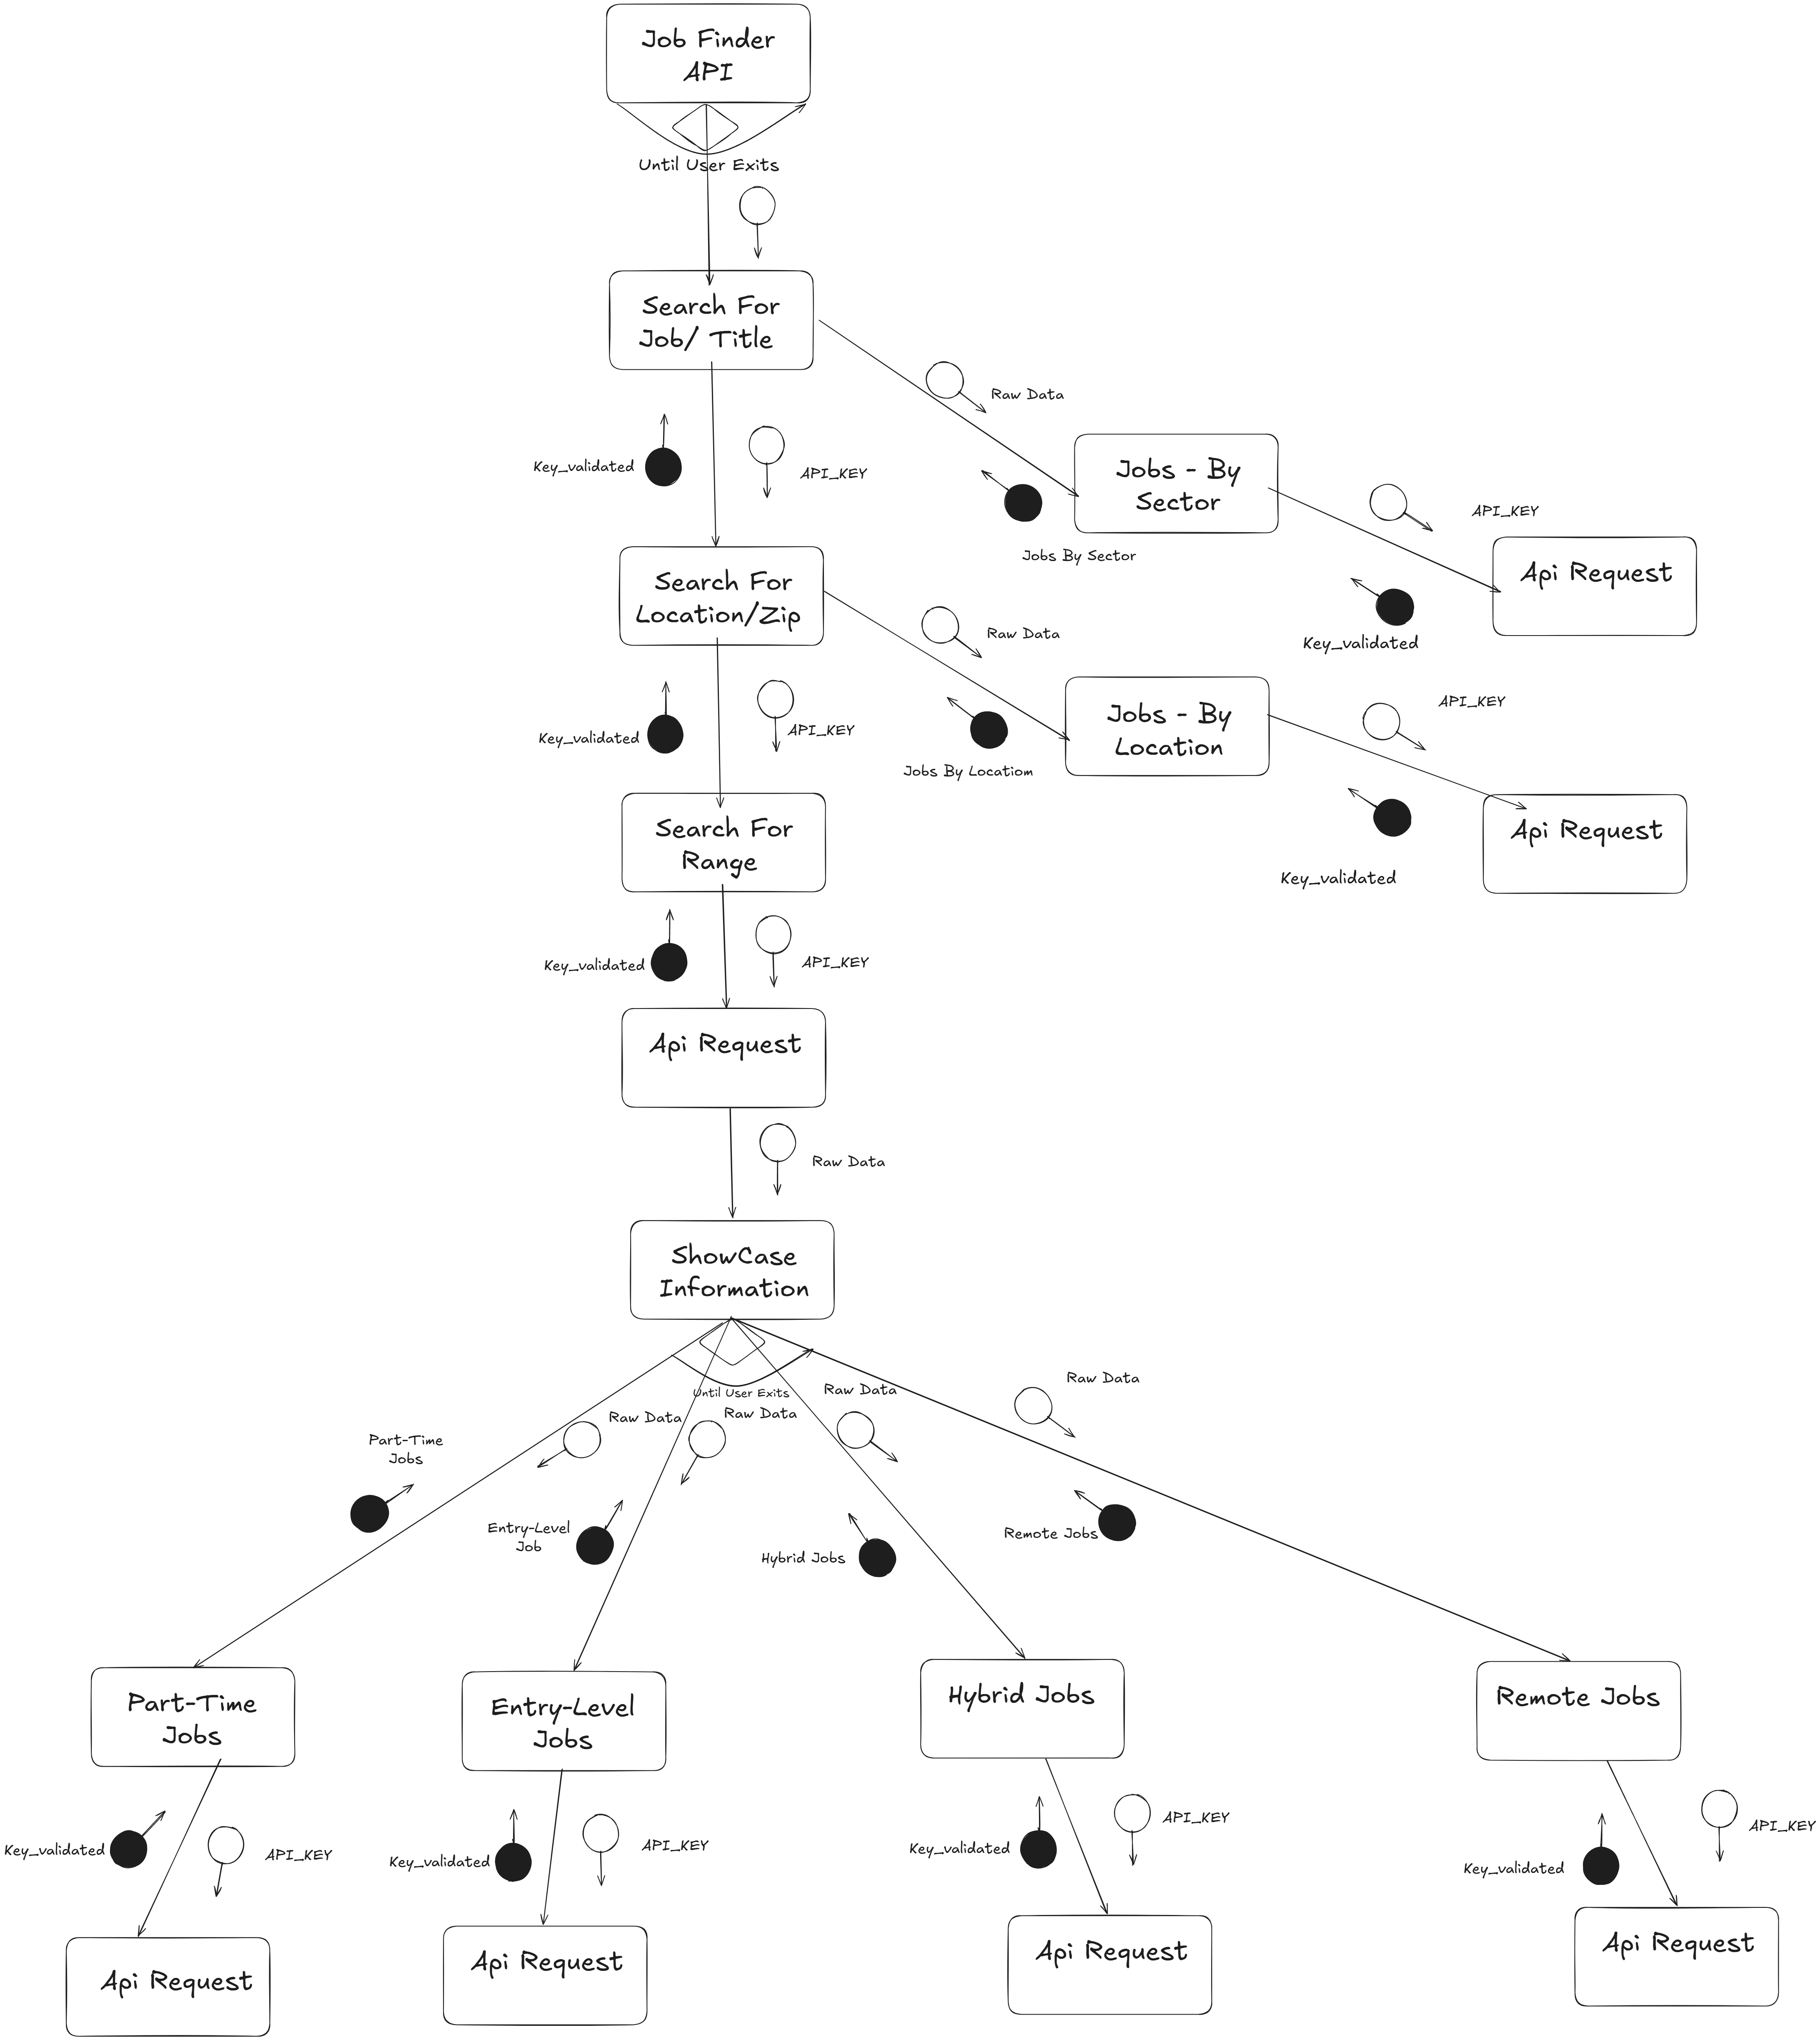 Job Finder
API
Until User Exits
Search For
Job/ Title
Raw Data
Key_validated
API_KEY
Jobs - By
Sector
API_KEY
Jobs By Sector
Api Request
Search For
Location/Zip
Raw Data
Key_validated
Jobs - By
Location
API_KEY
Key_validated
API_KEY
Jobs By Locatiom
Search For
Range
Api Request
Key_validated
Key_validated
API_KEY
Api Request
Raw Data
ShowCase
Information
Until User Exits
Raw Data
Raw Data
Raw Data
Raw Data
Part-Time
Jobs
Entry-Level
Job
Hybrid Jobs
Remote Jobs
Part-Time
Jobs
Entry-Level
Jobs
Hybrid Jobs
Remote Jobs
Key_validated
API_KEY
Key_validated
API_KEY
Key_validated
API_KEY
Key_validated
API_KEY
Api Request
Api Request
Api Request
Api Request